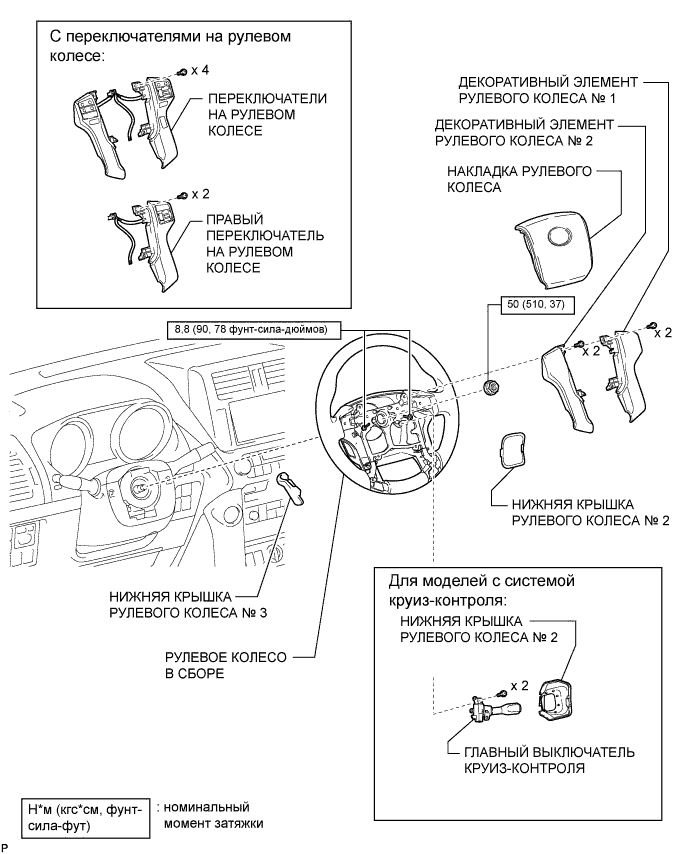 С переключателями на рулевом
колесе:
x 4
ПЕРЕКЛЮЧАТЕЛИ
НА РУЛЕВОМ
КОЛЕСЕ
x 2
ПРАВЫЙ
ПЕРЕКЛЮЧАТЕЛЬ
НА РУЛЕВОМ
КОЛЕСЕ
ДЕКОРАТИВНЫЙ ЭЛЕМЕНТ
РУЛЕВОГО КОЛЕСА № 1
ДЕКОРАТИВНЫЙ ЭЛЕМЕНТ
РУЛЕВОГО КОЛЕСА № 2
НАКЛАДКА РУЛЕВОГО
КОЛЕСА
50 (510, 37)
8,8 (90, 78 фунт-сила-дюймов)
x 2
x 2
НИЖНЯЯ КРЫШКА
РУЛЕВОГО КОЛЕСА № 2
НИЖНЯЯ КРЫШКА
РУЛЕВОГО КОЛЕСА № 3
РУЛЕВОЕ КОЛЕСО
В СБОРЕ
Для моделей с системой
круиз-контроля:
НИЖНЯЯ КРЫШКА
РУЛЕВОГО КОЛЕСА № 2
x 2
ГЛАВНЫЙ ВЫКЛЮЧАТЕЛЬ
КРУИЗ-КОНТРОЛЯ
Н*м (кгс*см, фунт-
сила-фут)
: номинальный
момент затяжки
P